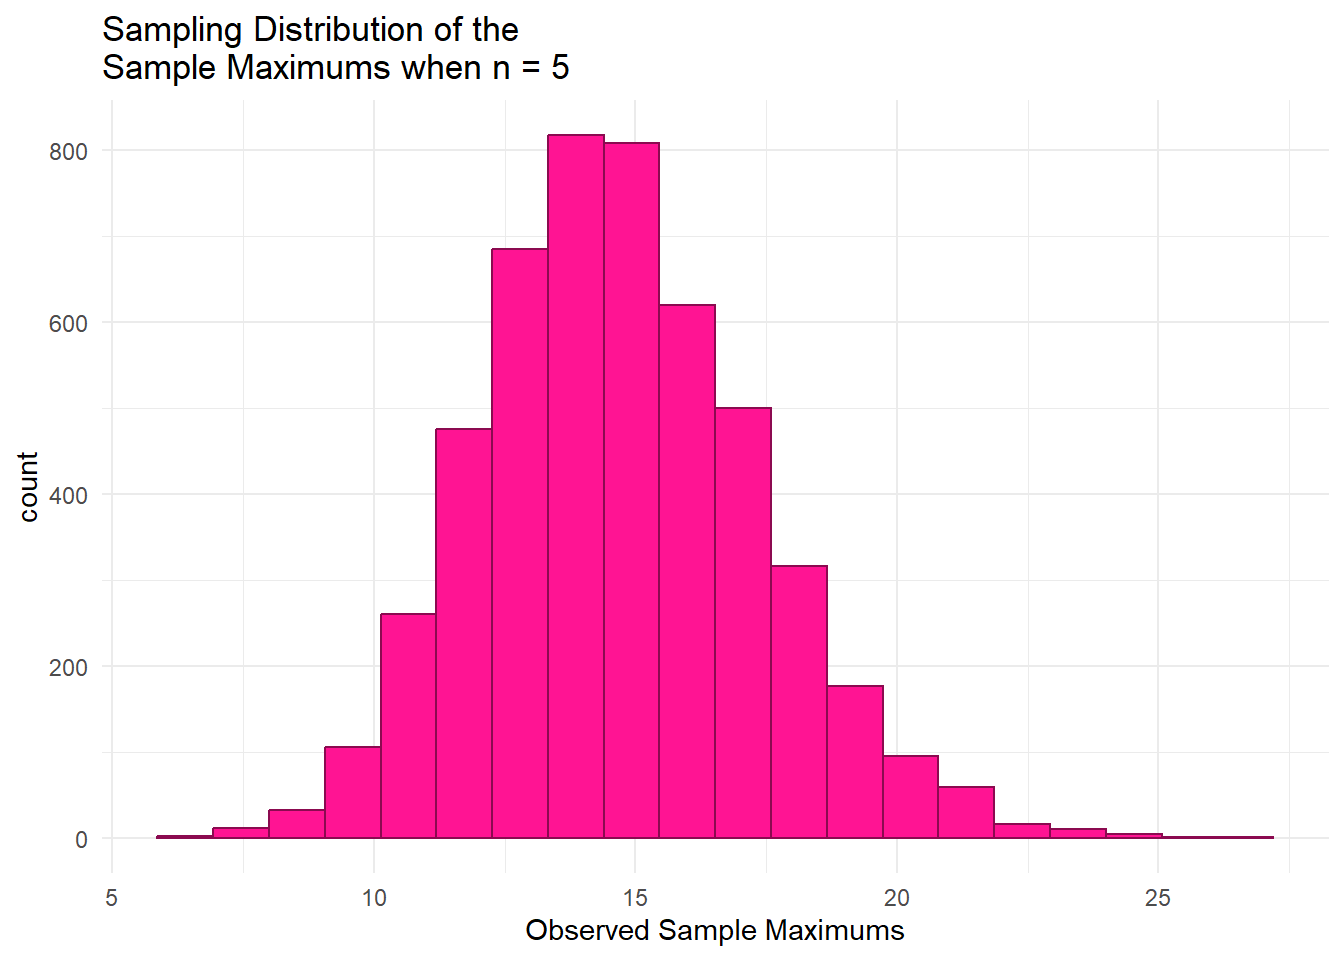 Sampling Distribution of the
Sample Maximums when n = 5
count
800
600
400
200
0
5 10 15 20 25
Observed Sample Maximums